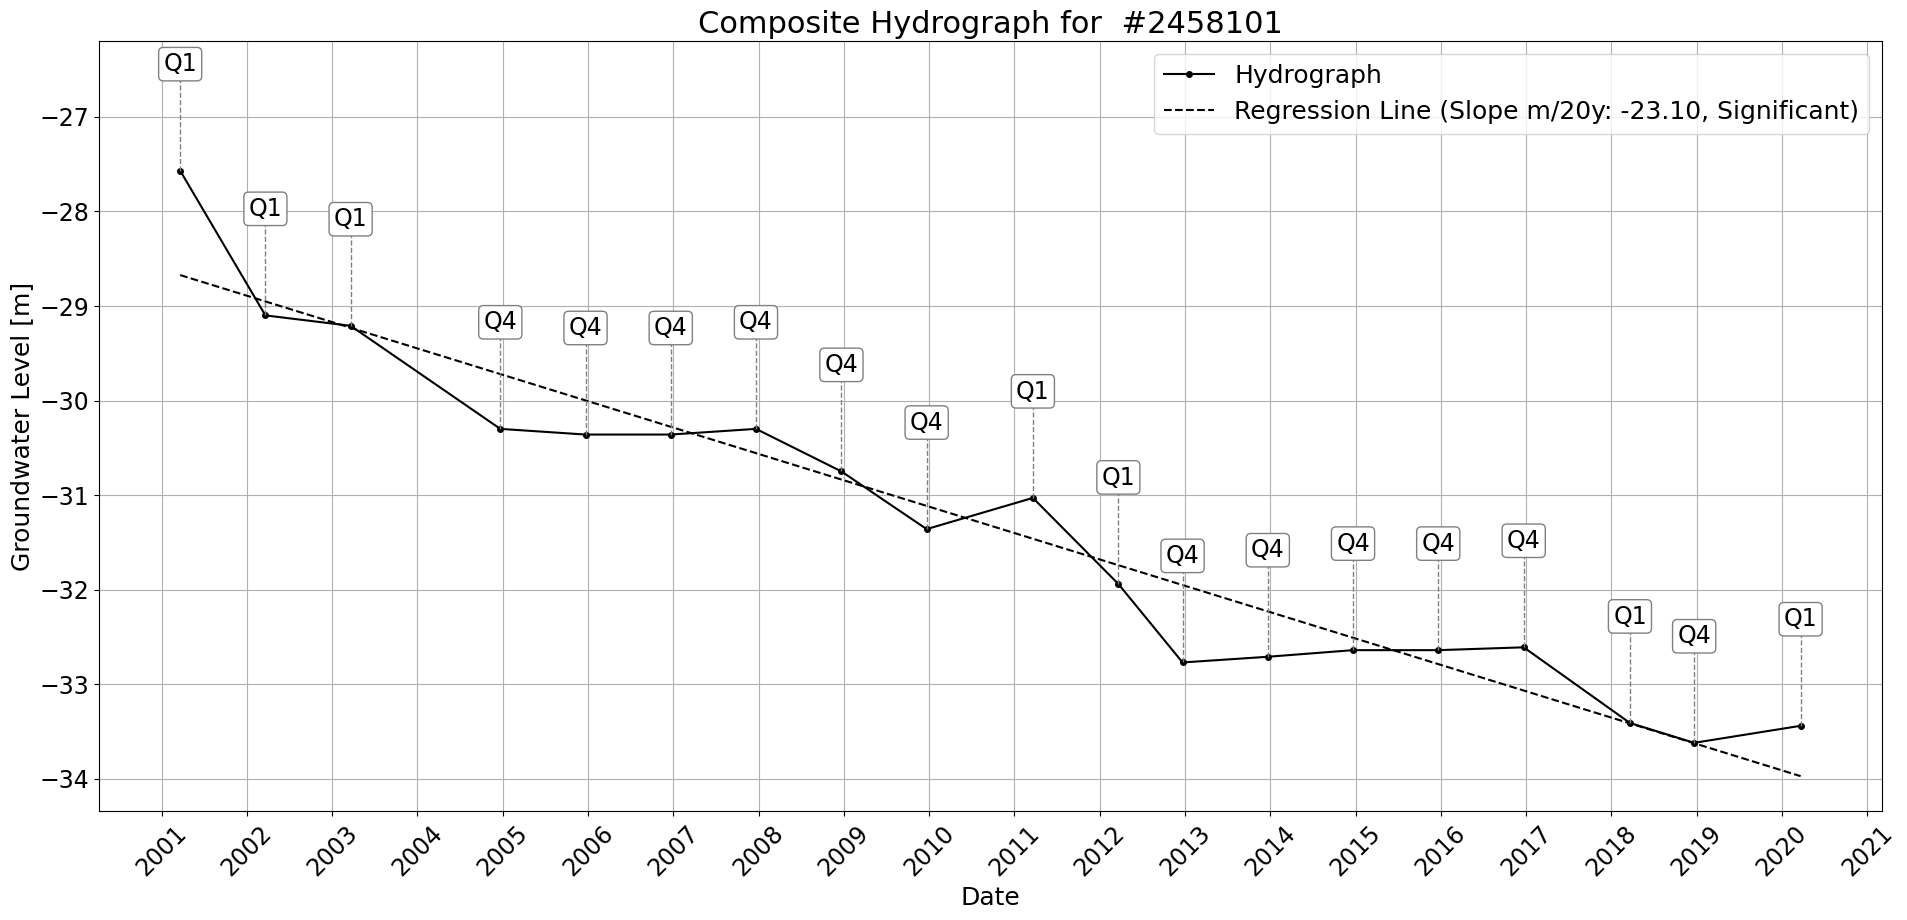 Composite Hydrograph for  #2458101
Hydrograph
Regression Line (Slope m/20y: -23.10, Significant)
Q1
Q1
Q1
Q4
Q4
Q4
Q4
Q4
Q4
Q1
Q1
Q4
Q4
Q4
Q4
Q4
Q1
Q4
Q1
Groundwater Level [m]
−27
−28
−29
−30
−31
−32
−33
−34
2001
2002
2003
2004
2005
2006
2007
2008
2009
2010
2011
2012
2013
2014
2015
2016
2017
2018
2019
2020
2021
Date